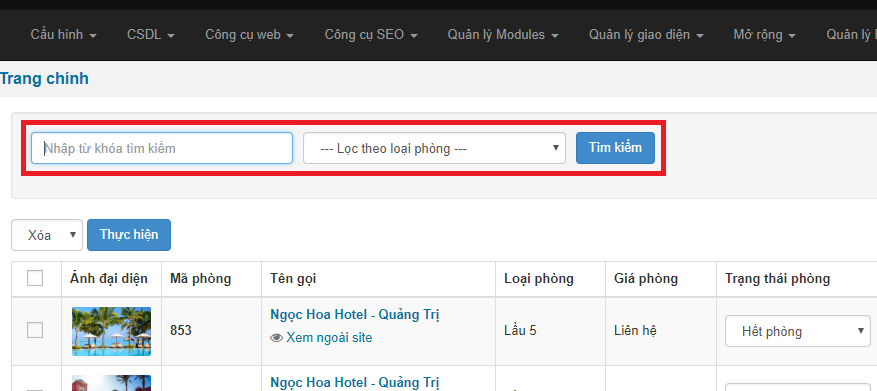 Cấu hình CSDL Công cụ web Công cụ SEO Quản lý Modules Quản lý giao diện Mở rộng Quản lý
Trang chính
Nhập từ khóa tìm kiếm --- Lọc theo loại phòng --- Tìm kiếm
Xóa Thực hiện
Ảnh đại diện Mã phòng Tên gọi Loại phòng Giá phòng Trạng thái phòng
Ngọc Hoa Hotel - Quảng Trị
853 Lầu 5 Liên hệ Hết phòng
Xem ngoài site
Ngọc Hoa Hotel - Quảng Trị